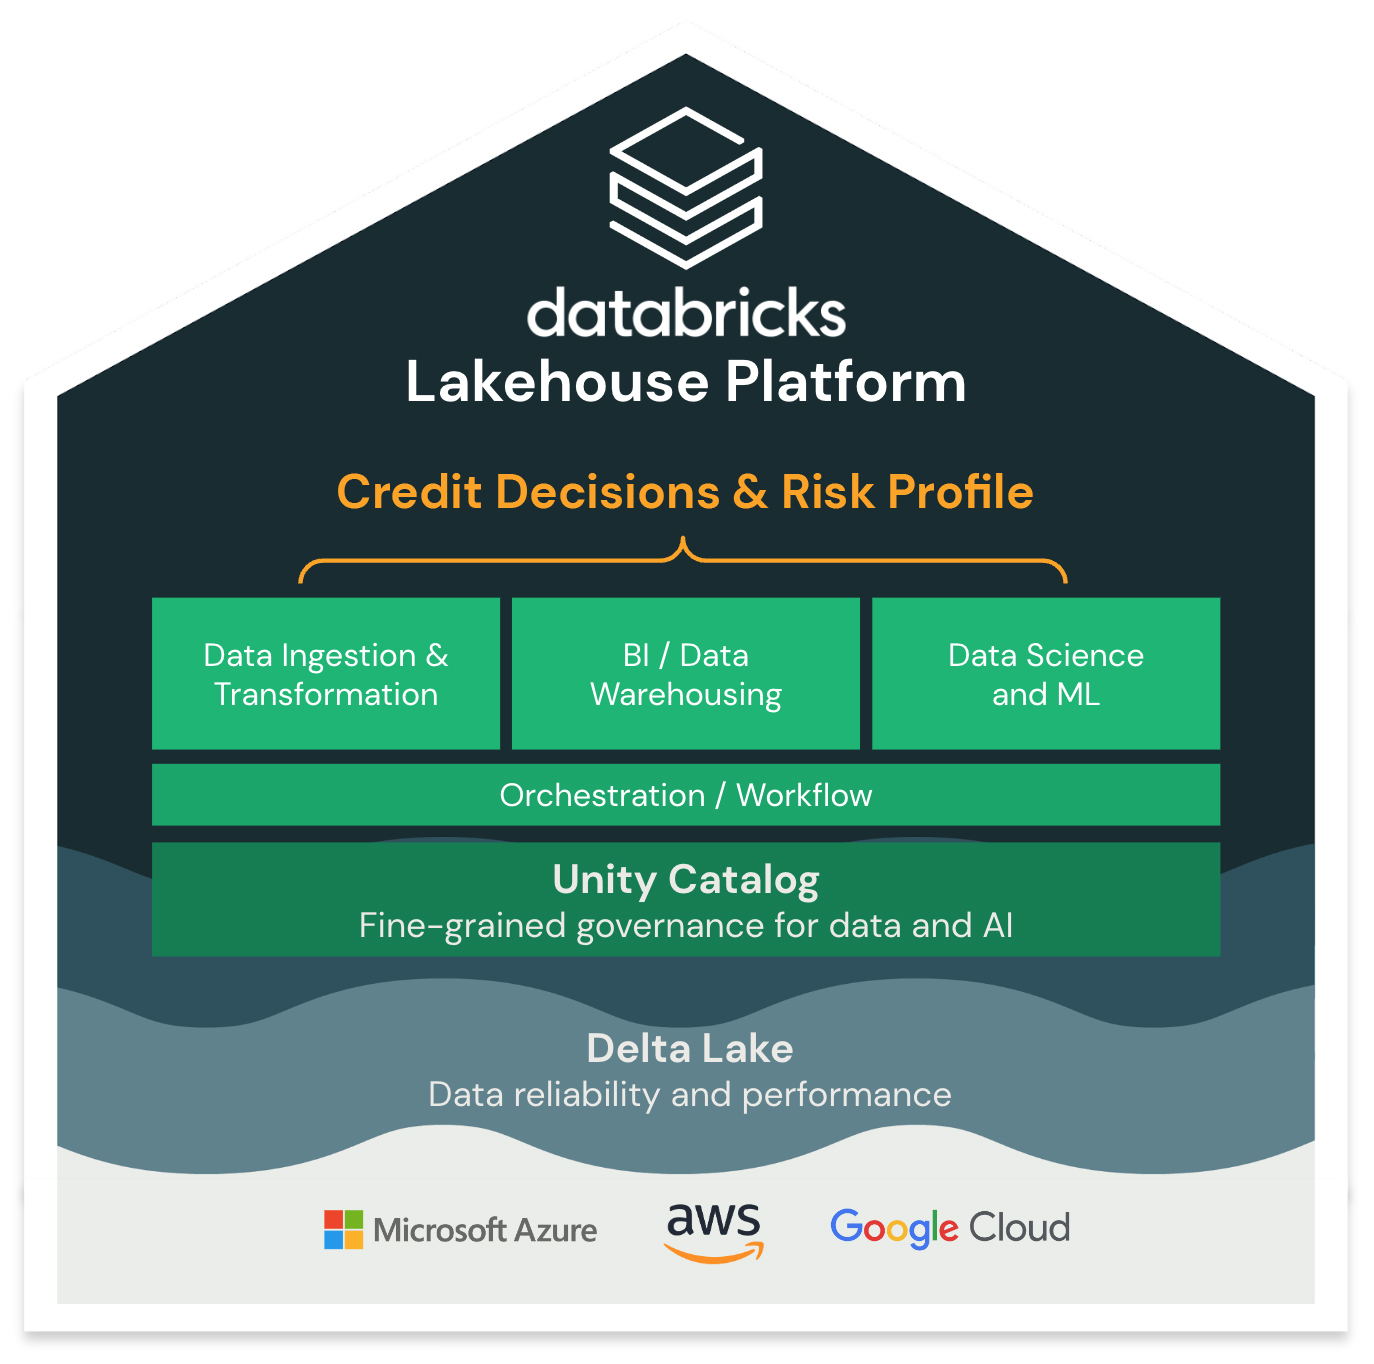 databricks
Lakehouse Platform
Credit Decisions & Risk Profile
Data Ingestion &
Transformation
BI / Data
Warehousing
Data Science
and ML
Orchestration / Workflow
Unity Catalog
Fine-grained governance for data and AI
Delta Lake
Data reliability and performance
Microsoft Azure
aws
Google Cloud